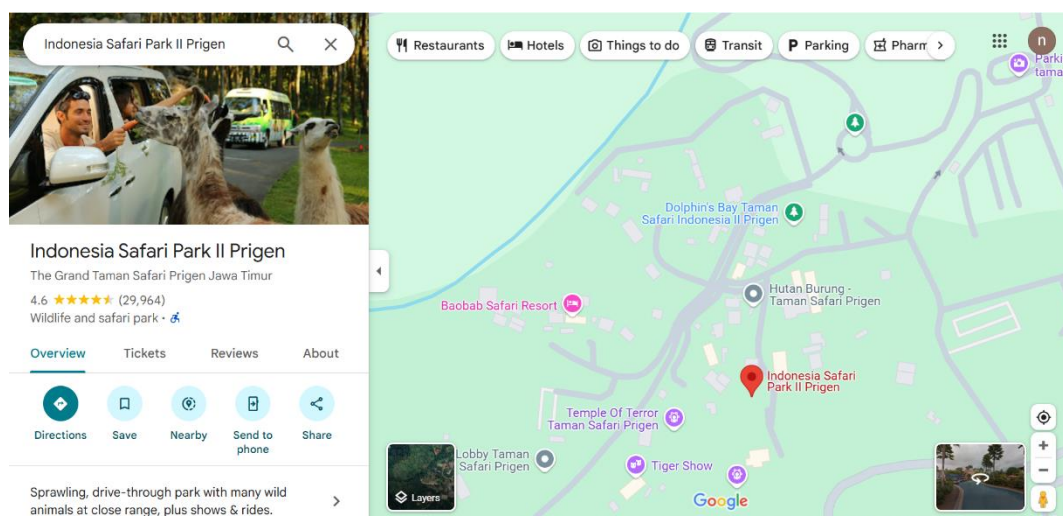 Indonesia Safari Park II Prigen
Restaurants
Hotels
Things to do
Transit
P Parking
Pharm
n
Indonesia Safari Park II Prigen
The Grand Taman Safari Prigen Jawa Timur
4.6 ★★★★★ (29,964)
Wildlife and safari park ·
Overview
Tickets
Reviews
About
Directions
Save
Nearby
Send to
phone
Share
Sprawling, drive-through park with many wild
animals at close range, plus shows & rides.
Parki
tama
Dolphin's Bay Taman
Safari Indonesia II Prigen
Hutan Burung -
Taman Safari Prigen
Baobab Safari Resort
Indonesia Safari
Park II Prigen
Temple Of Terror
Taman Safari Prigen
Lobby Taman
Safari Prigen
Tiger Show
Layers
Google